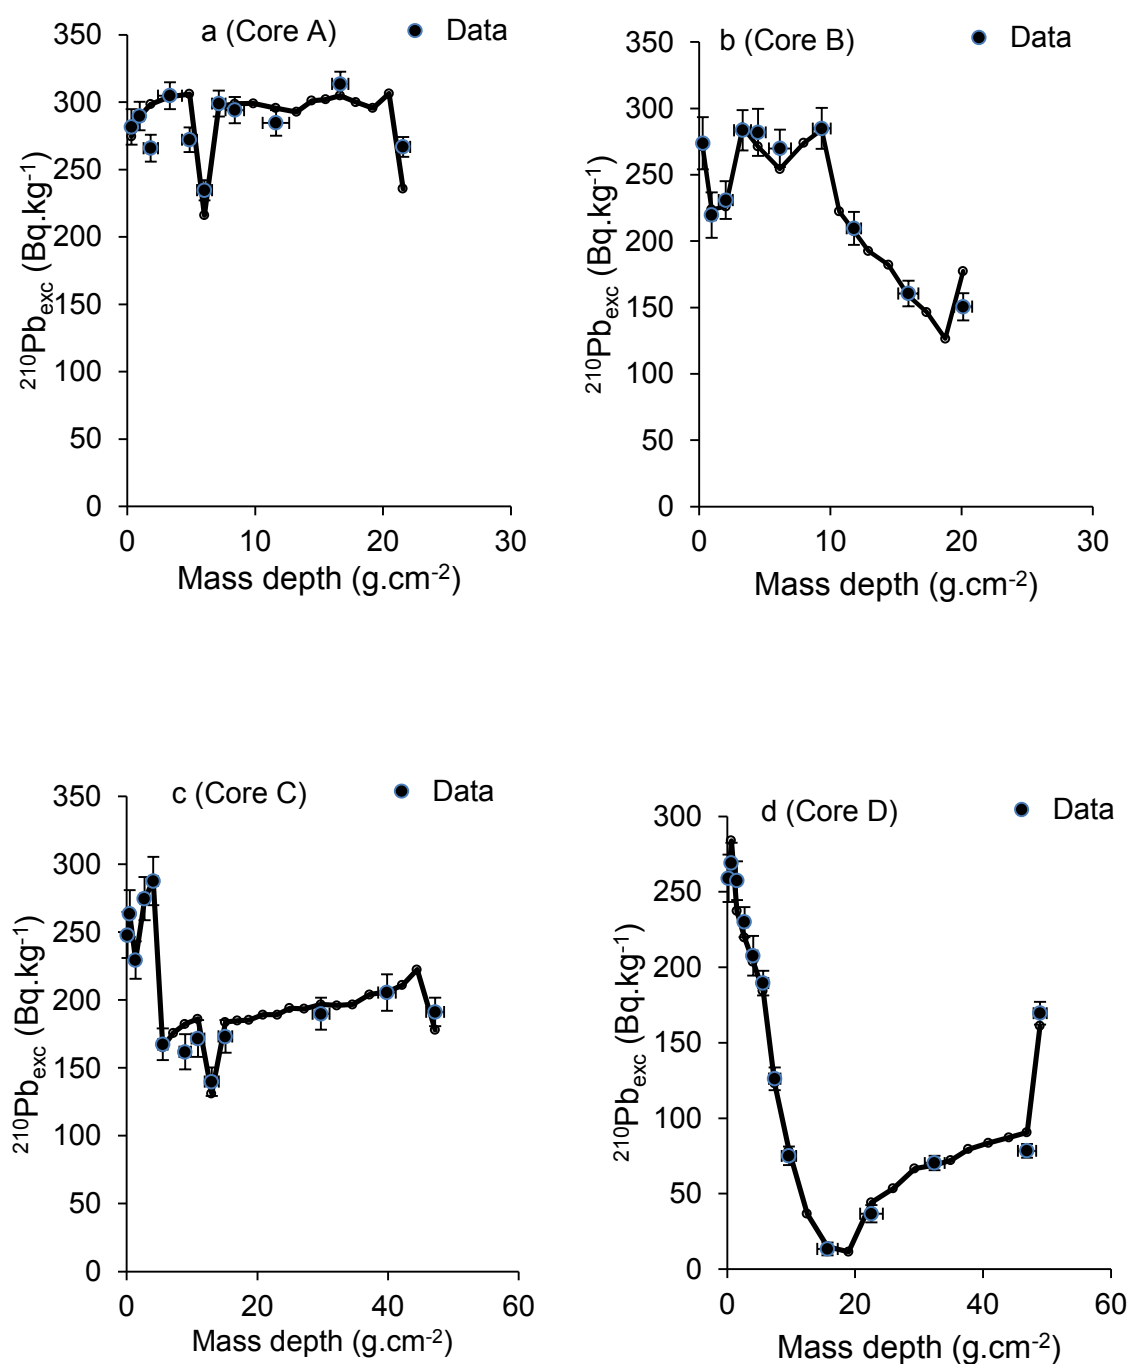 a (Core A)
Data
350
300
250
200
150
100
50
0
²¹⁰Pbexc (Bq.kg⁻¹)
0 10 20 30
Mass depth (g.cm⁻²)
b (Core B)
Data
350
300
250
200
150
100
50
0
²¹⁰Pbexc (Bq.kg⁻¹)
0 10 20 30
Mass depth (g.cm⁻²)
c (Core C)
Data
350
300
250
200
150
100
50
0
²¹⁰Pbexc (Bq.kg⁻¹)
0 20 40 60
Mass depth (g.cm⁻²)
d (Core D)
Data
300
250
200
150
100
50
0
²¹⁰Pbexc (Bq.kg⁻¹)
0 20 40 60
Mass depth (g.cm⁻²)